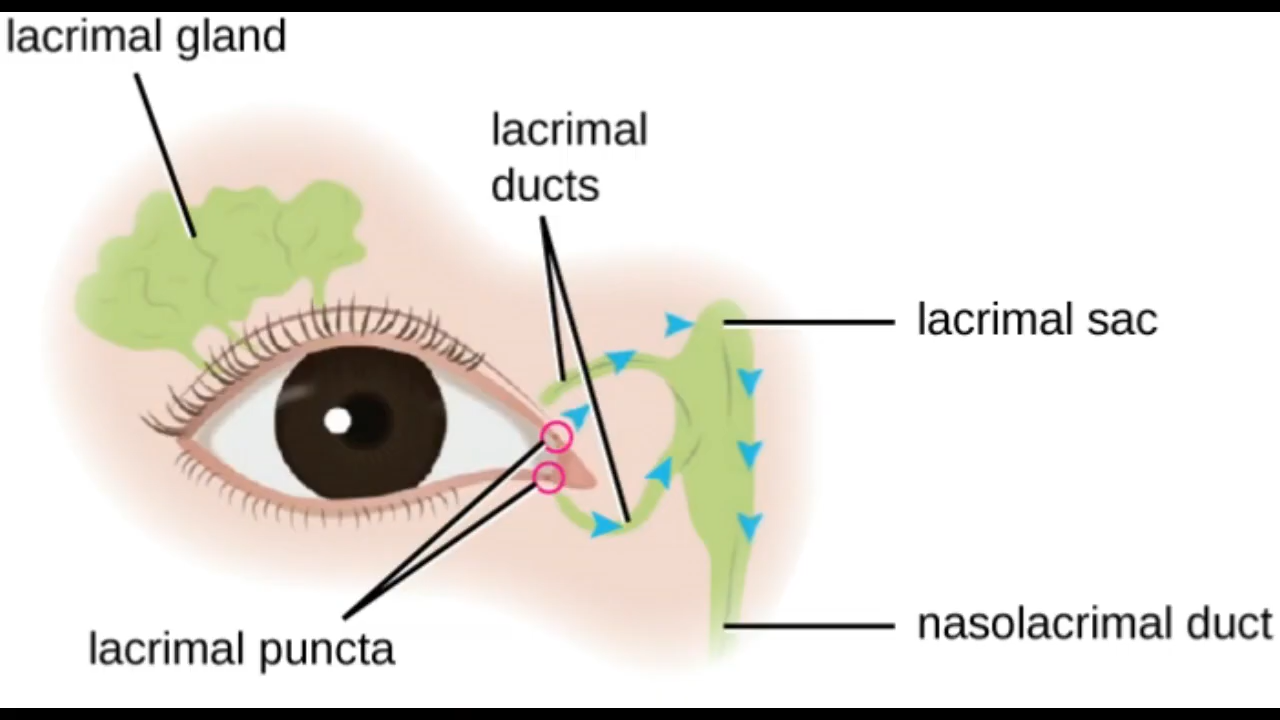 lacrimal gland
lacrimal
ducts
lacrimal sac
nasolacrimal duct
lacrimal puncta